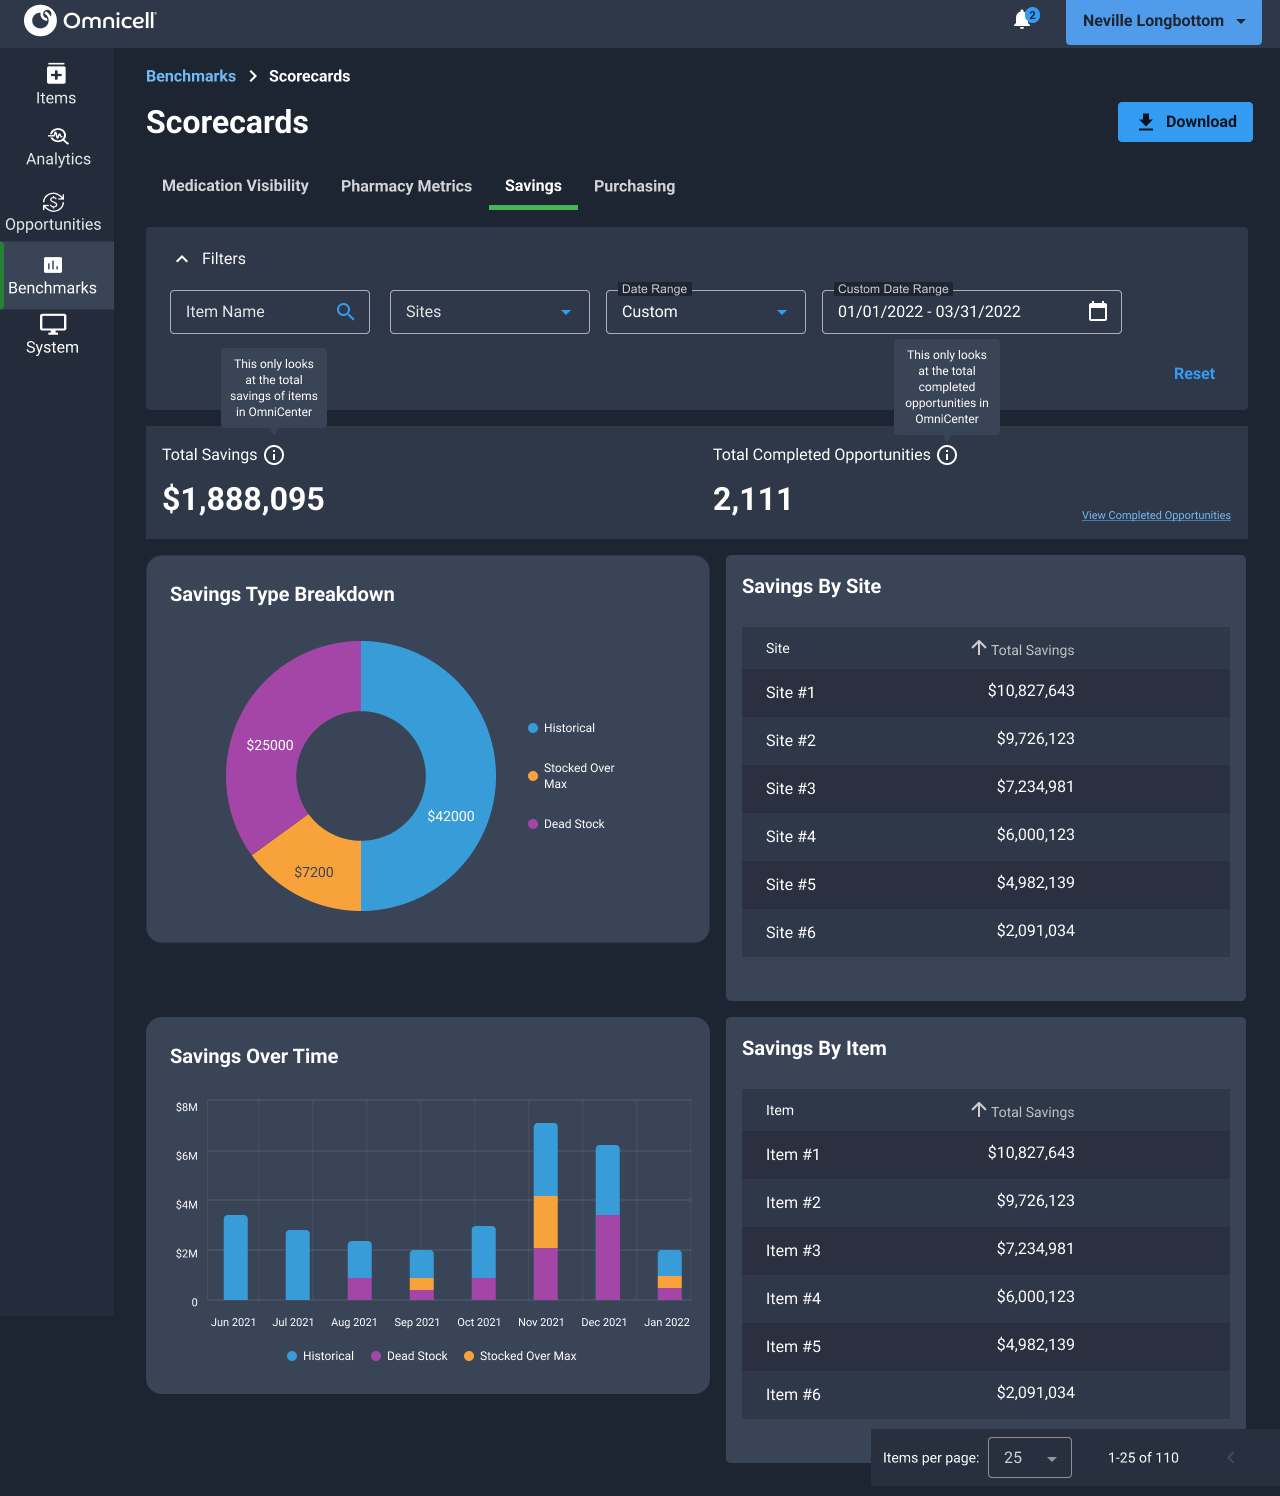 Omnicell
2
Neville Longbottom
Items
Analytics
Opportunities
Benchmarks
System
Benchmarks > Scorecards
Scorecards
Download
Medication Visibility
Pharmacy Metrics
Savings
Purchasing
Filters
Item Name
Sites
Date Range
Custom
Custom Date Range
01/01/2022 - 03/31/2022
This only looks
at the total
savings of items
in OmniCenter
This only looks
at the total
completed
opportunities in
OmniCenter
Reset
Total Savings
$1,888,095
Total Completed Opportunities
2,111
View Completed Opportunities
Savings Type Breakdown
$25000
$42000
$7200
Historical
Stocked Over
Max
Dead Stock
Savings By Site
Site Total Savings
Site #1 $10,827,643
Site #2 $9,726,123
Site #3 $7,234,981
Site #4 $6,000,123
Site #5 $4,982,139
Site #6 $2,091,034
Savings Over Time
$8M
$6M
$4M
$2M
0
Jun 2021 Jul 2021 Aug 2021 Sep 2021 Oct 2021 Nov 2021 Dec 2021 Jan 2022
Historical Dead Stock Stocked Over Max
Savings By Item
Item Total Savings
Item #1 $10,827,643
Item #2 $9,726,123
Item #3 $7,234,981
Item #4 $6,000,123
Item #5 $4,982,139
Item #6 $2,091,034
Items per page: 25 1-25 of 110